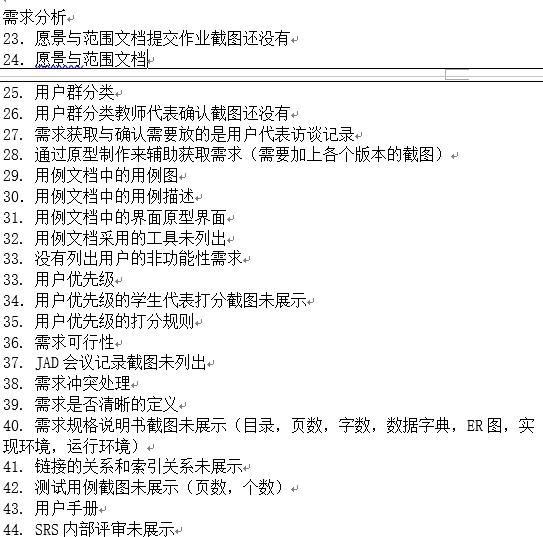 需求分析
23. 愿景与范围文档提交作业截图还没有
24. 愿景与范围文档
25. 用户群分类
26. 用户群分类教师代表确认截图还没有
27. 需求获取与确认需要放的是用户代表访谈记录
28. 通过原型制作来辅助获取需求（需要加上各个版本的截图）
29. 用例文档中的用例图
30. 用例文档中的用例描述
31. 用例文档中的界面原型界面
32. 用例文档采用的工具未列出
33. 没有列出用户的非功能性需求
33. 用户优先级
34. 用户优先级的学生代表打分截图未展示
35. 用户优先级的打分规则
36. 需求可行性
37. JAD 会议记录截图未列出
38. 需求冲突处理
39. 需求是否清晰的定义
40. 需求规格说明书截图未展示（目录，页数，字数，数据字典，ER 图，实
现环境，运行环境）
41. 链接的关系和索引关系未展示
42. 测试用例截图未展示（页数，个数）
43. 用户手册
44. SRS 内部评审未展示